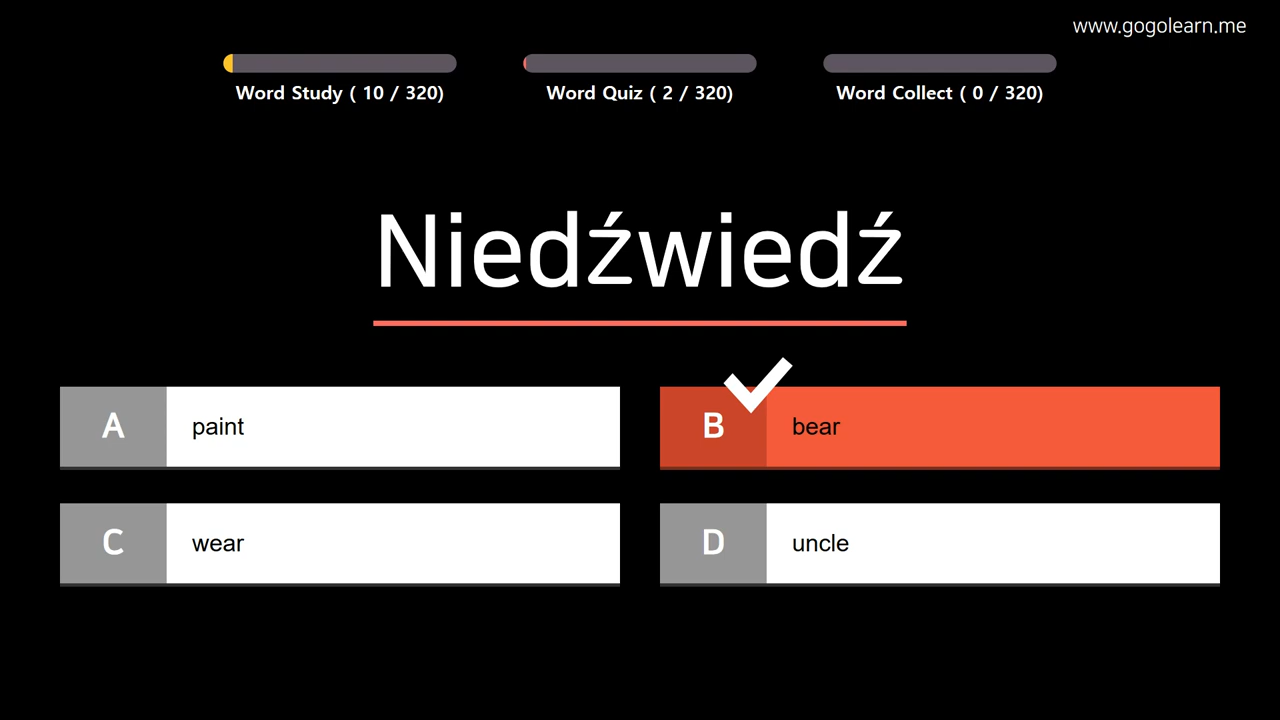 www.gogolearn.me
Word Study ( 10 / 320)
Word Quiz ( 2 / 320)
Word Collect ( 0 / 320)
Niedźwiedź
A paint
B bear
C wear
D uncle